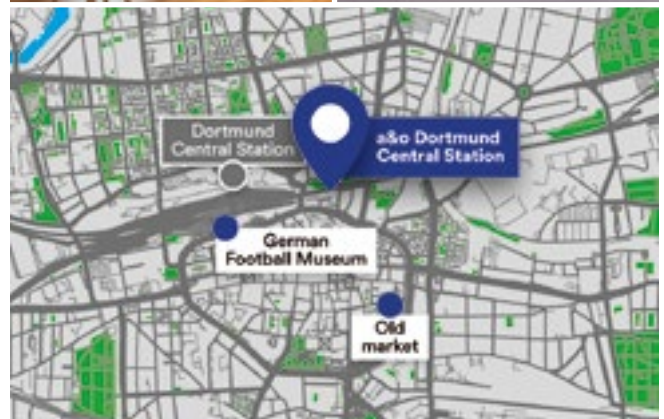 Dortmund
Central Station
a&o Dortmund
Central Station
German
Football Museum
Old
market